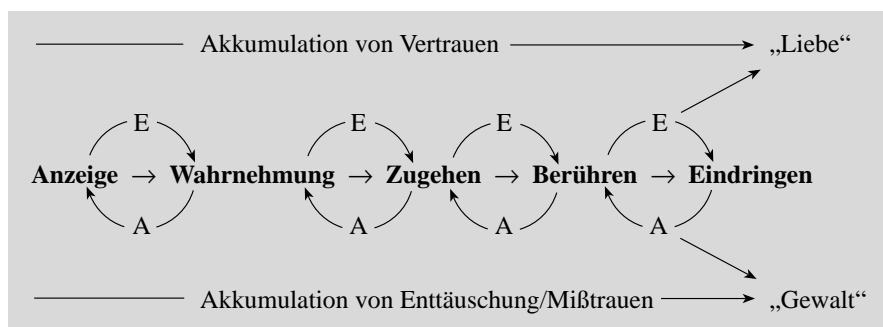 Akkumulation von Vertrauen → „Liebe“
E E E E
Anzeige → Wahrnehmung → Zugehen → Berühren → Eindringen
A A A A
Akkumulation von Enttäuschung/Mißtrauen → „Gewalt“